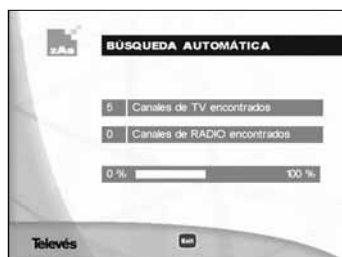 zAs
BÚSQUEDA AUTOMÁTICA
5 Canales de TV encontrados
0 Canales de RADIO encontrados
0 % 100 %
Televés
Exit